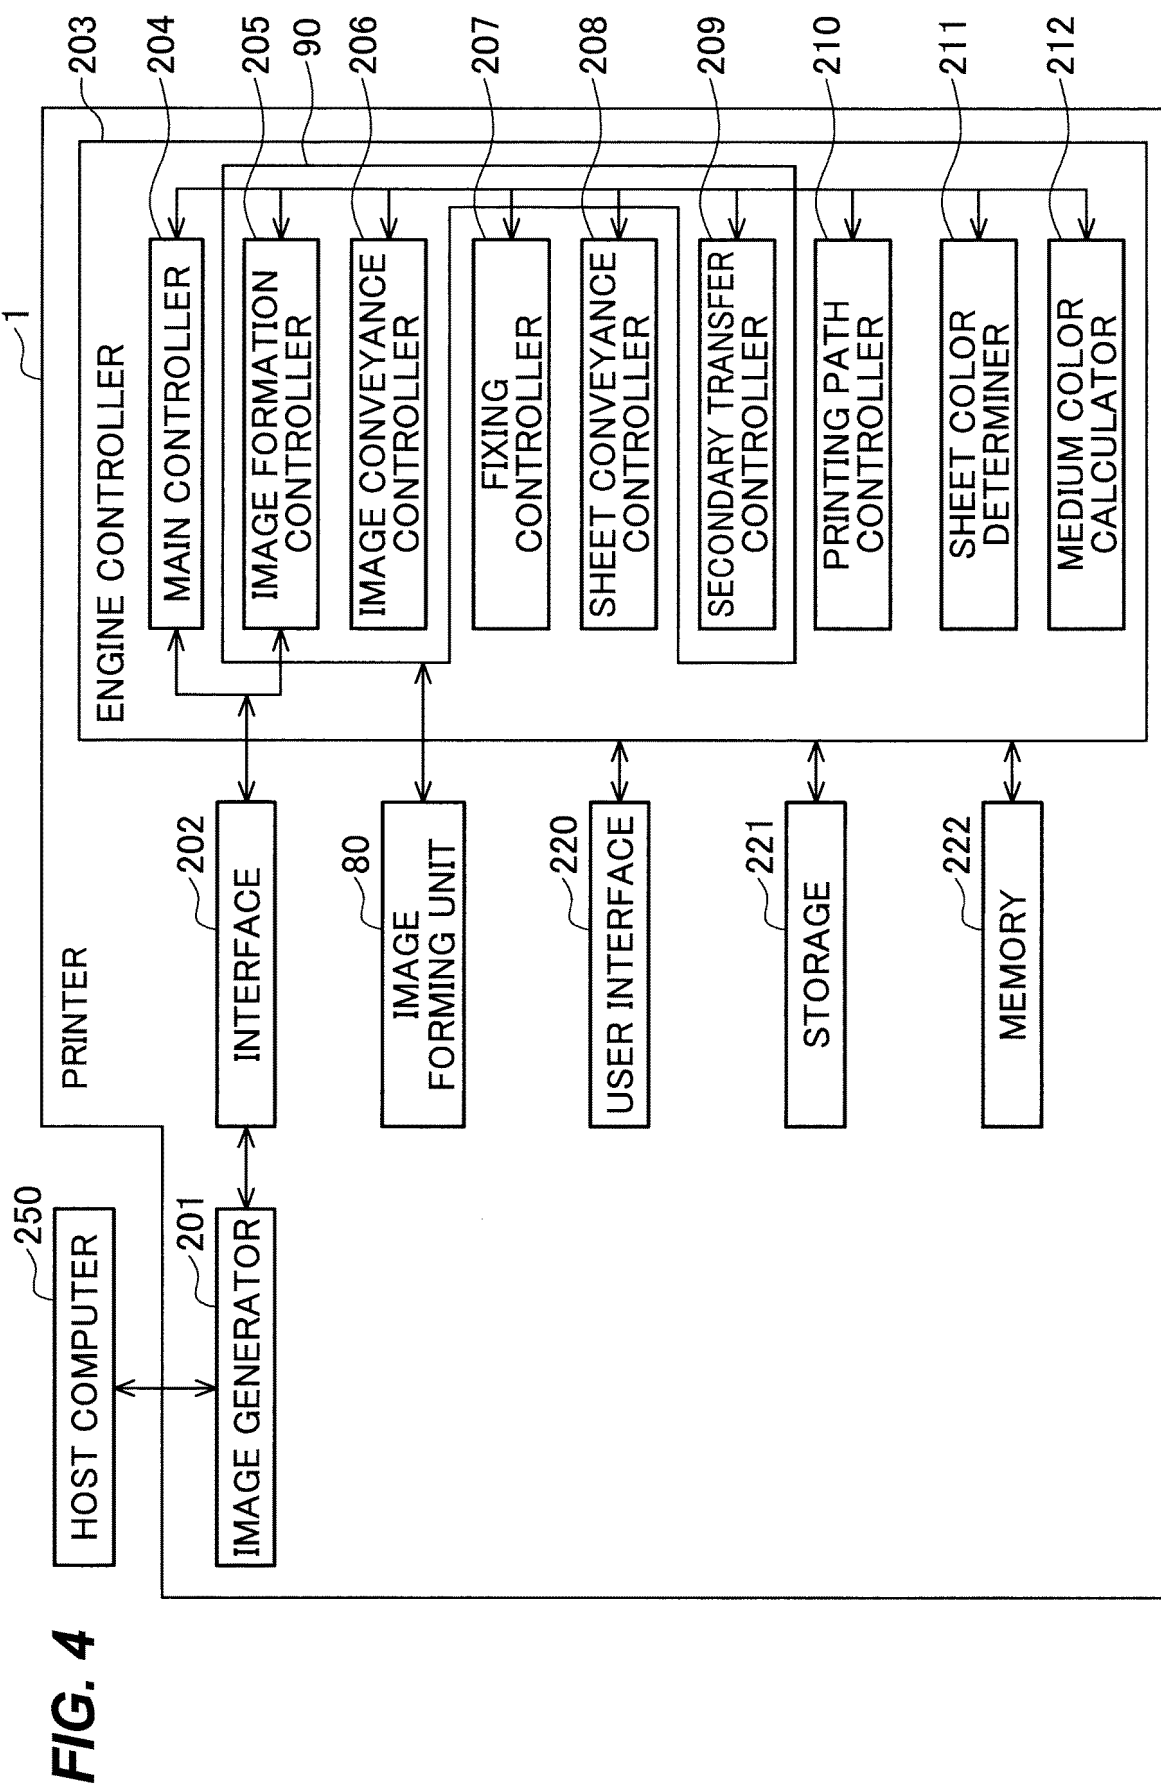 FIG. 4
HOST COMPUTER
250
1
PRINTER
IMAGE GENERATOR
201
INTERFACE
202
IMAGE
FORMING UNIT
80
USER INTERFACE
220
STORAGE
221
MEMORY
222
ENGINE CONTROLLER
203
MAIN CONTROLLER
204
IMAGE FORMATION
CONTROLLER
205
90
IMAGE CONVEYANCE
CONTROLLER
206
FIXING
CONTROLLER
207
SHEET CONVEYANCE
CONTROLLER
208
SECONDARY TRANSFER
CONTROLLER
209
PRINTING PATH
CONTROLLER
210
SHEET COLOR
DETERMINER
211
MEDIUM COLOR
CALCULATOR
212